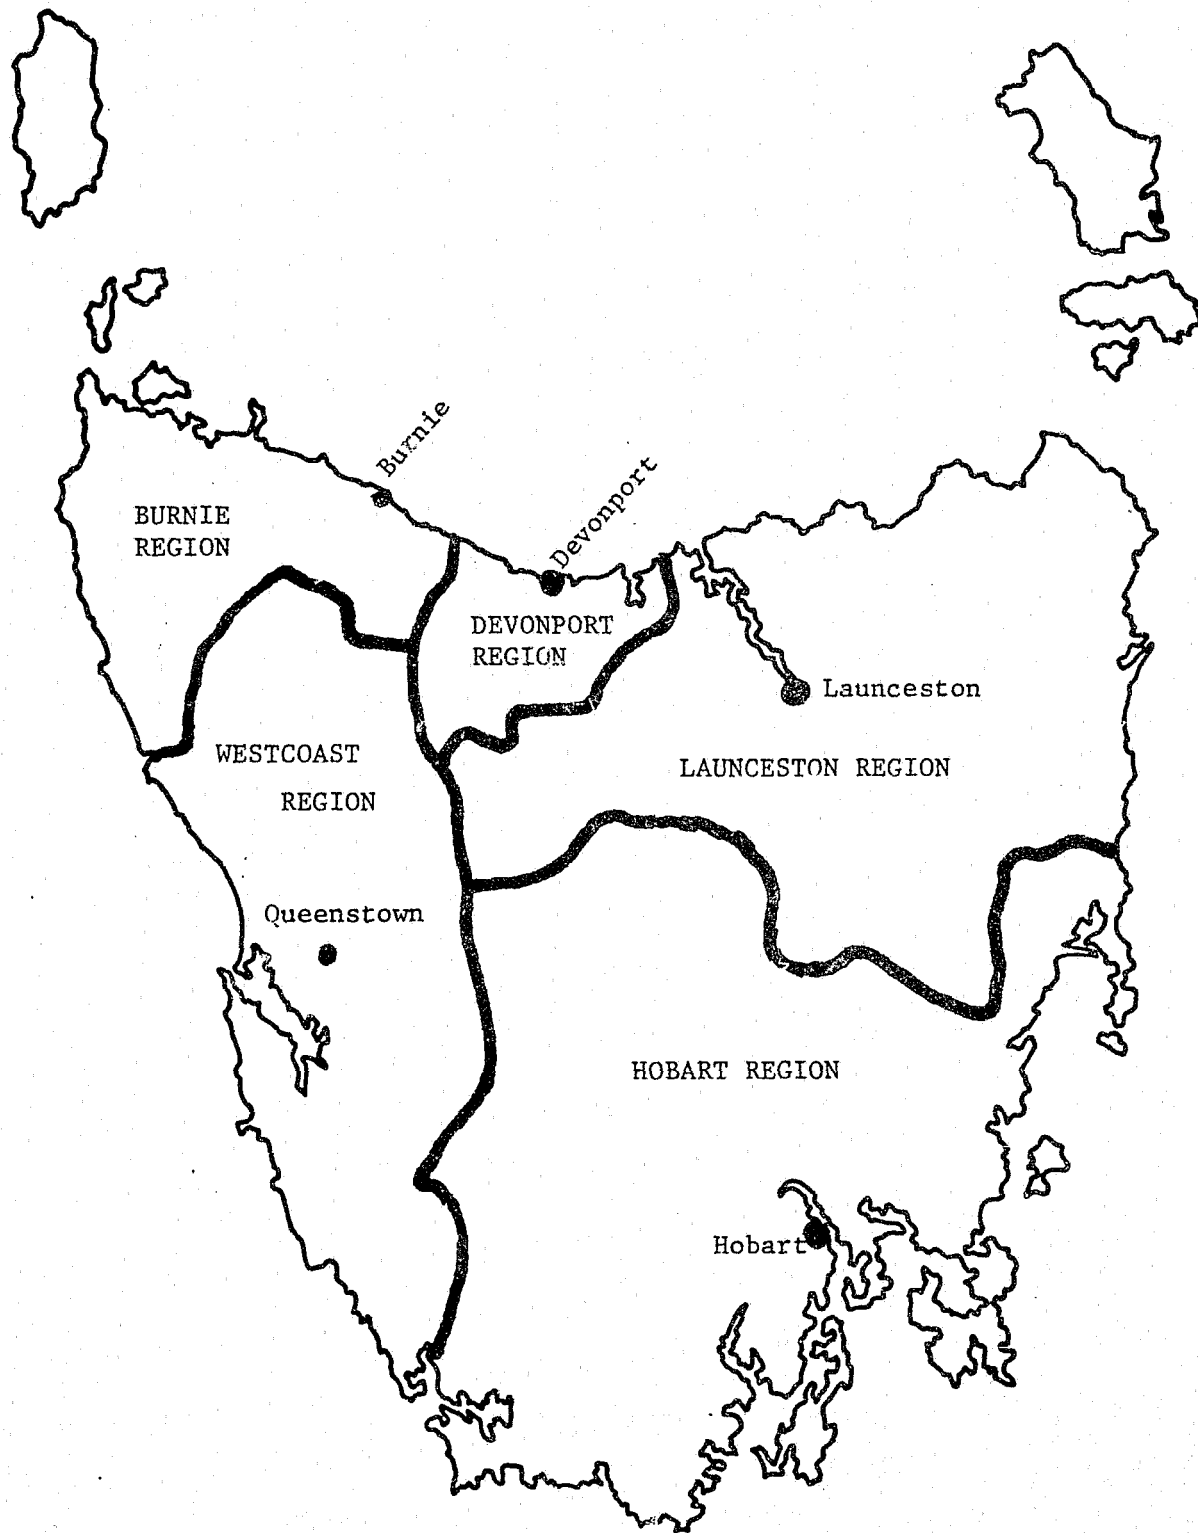 Burnie
BURNIE
REGION
Devonport
DEVONPORT
REGION
Launceston
WESTCOAST
REGION
LAUNCESTON REGION
Queenstown
HOBART REGION
Hobart